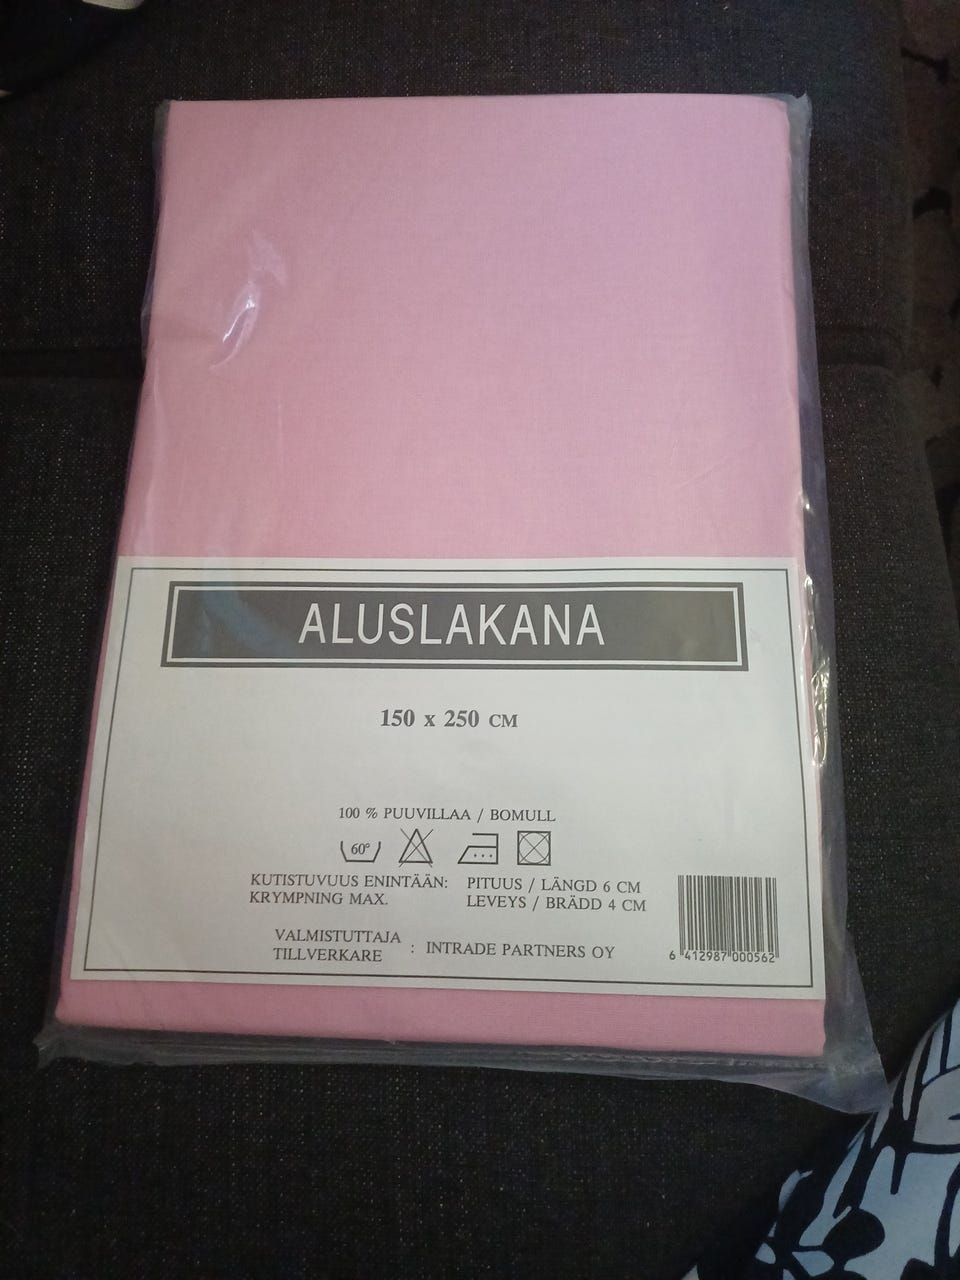 ALUSLAKANA
150 x 250 CM
100 % PUUVILLAA / BOMULL
60°
KUTISTUVUUS ENINTÄÄN: PITUUS / LÄNGD 6 CM
KRYMPNING MAX. LEVEYS / BRÄDD 4 CM
VALMISTUTTAJA
TILLVERKARE : INTRADE PARTNERS OY
6 412987 000562